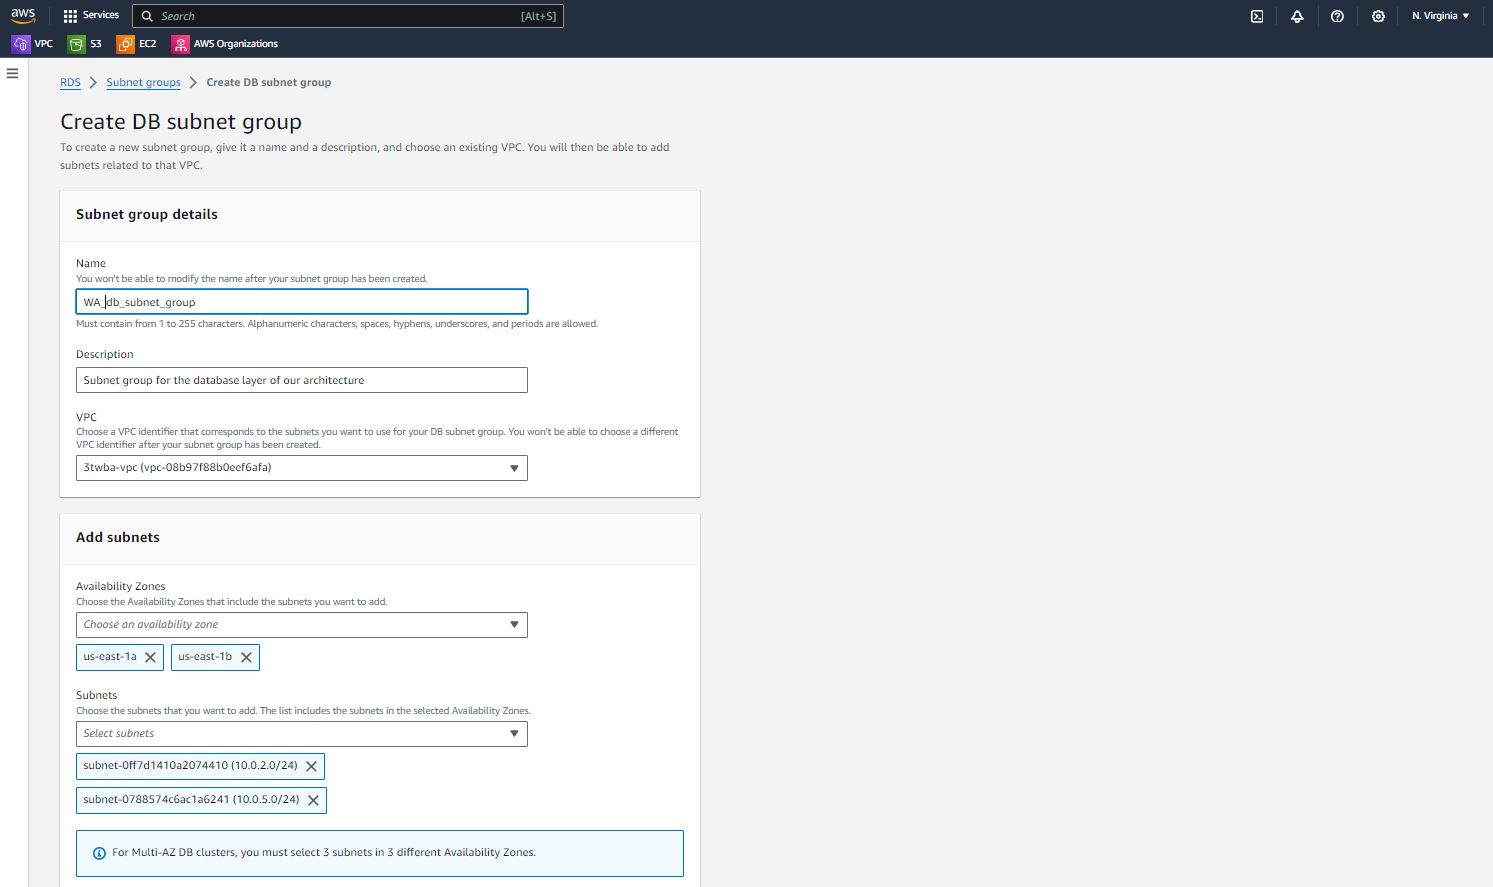 aws
Services
Search
[Alt+S]
N. Virginia
VPC
S3
EC2
AWS Organizations
RDS
Subnet groups
Create DB subnet group
Create DB subnet group
To create a new subnet group, give it a name and a description, and choose an existing VPC. You will then be able to add
subnets related to that VPC.
Subnet group details
Name
You won't be able to modify the name after your subnet group has been created.
WA_db_subnet_group
Must contain from 1 to 255 characters. Alphanumeric characters, spaces, hyphens, underscores, and periods are allowed.
Description
Subnet group for the database layer of our architecture
VPC
Choose a VPC identifier that corresponds to the subnets you want to use for your DB subnet group. You won't be able to choose a different
VPC identifier after your subnet group has been created.
3twba-vpc (vpc-08b97f88b0eef6afa)
Add subnets
Availability Zones
Choose the Availability Zones that include the subnets you want to add.
Choose an availability zone
us-east-1a
us-east-1b
Subnets
Choose the subnets that you want to add. The list includes the subnets in the selected Availability Zones.
Select subnets
subnet-0ff7d1410a2074410 (10.0.2.0/24)
subnet-0788574c6ac1a6241 (10.0.5.0/24)
For Multi-AZ DB clusters, you must select 3 subnets in 3 different Availability Zones.